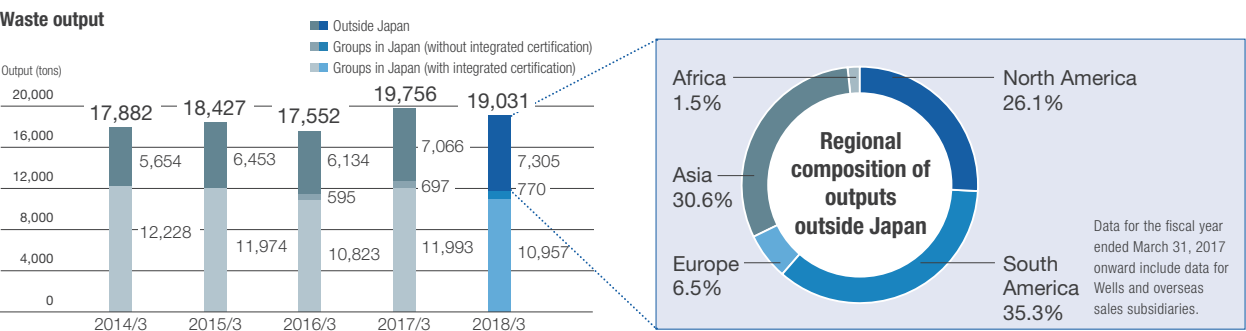 Waste output
Outside Japan
Groups in Japan (without integrated certification)
Groups in Japan (with integrated certification)
Output (tons)
20,000
16,000
12,000
8,000
4,000
0
17,882
5,654
12,228
2014/3
18,427
6,453
11,974
2015/3
17,552
6,134
595
10,823
2016/3
19,756
7,066
697
11,993
2017/3
19,031
7,305
770
10,957
2018/3
Regional
composition of
outputs
outside Japan
Africa
1.5%
Asia
30.6%
Europe
6.5%
North America
26.1%
South
America
35.3%
Data for the fiscal year
ended March 31, 2017
onward include data for
Wells and overseas
sales subsidiaries.